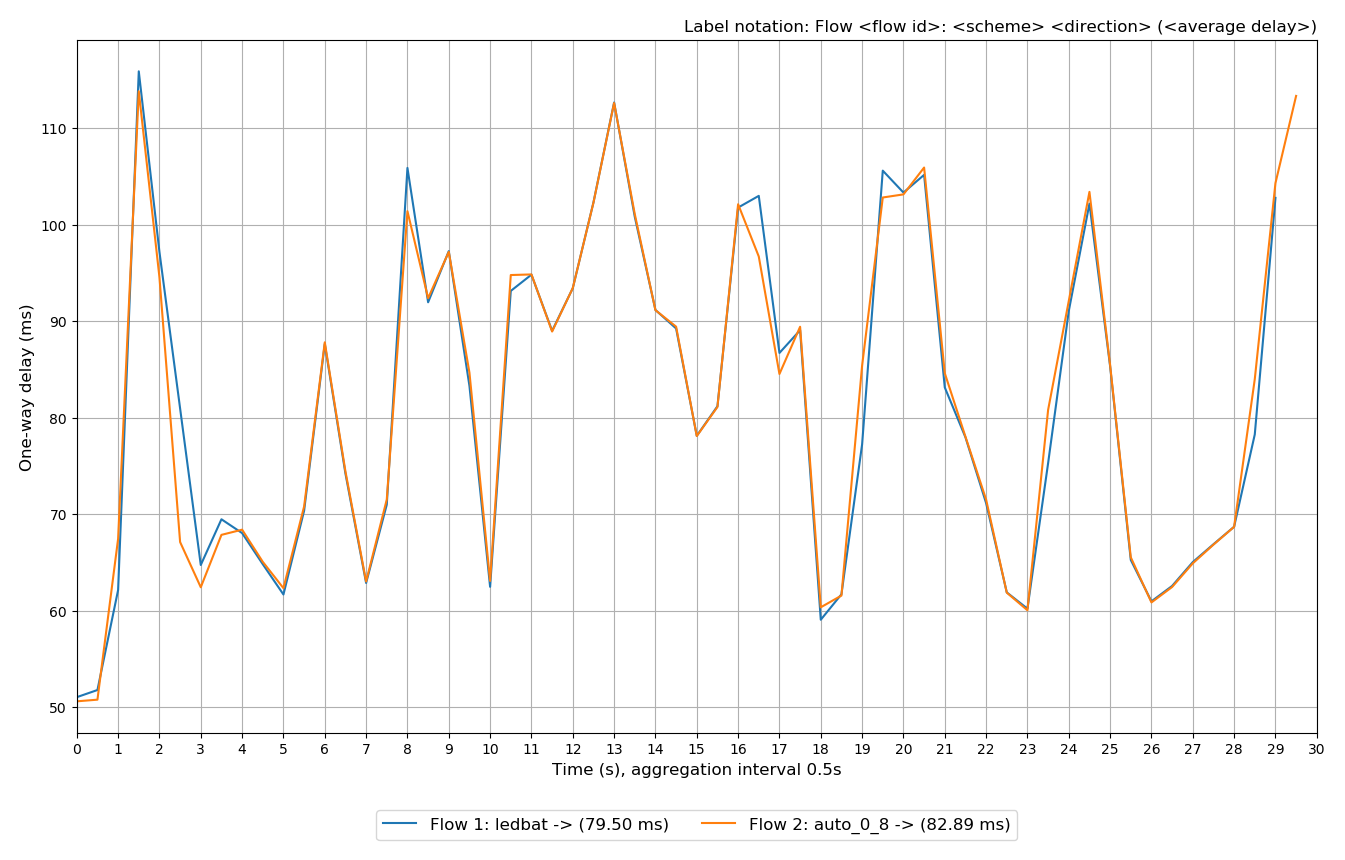 Label notation: Flow <flow id>: <scheme> <direction> (<average delay>)
One-way delay (ms)
110
100
90
80
70
60
50
0 1 2 3 4 5 6 7 8 9 10 11 12 13 14 15 16 17 18 19 20 21 22 23 24 25 26 27 28 29 30
Time (s), aggregation interval 0.5s
Flow 1: ledbat -> (79.50 ms) Flow 2: auto_0_8 -> (82.89 ms)